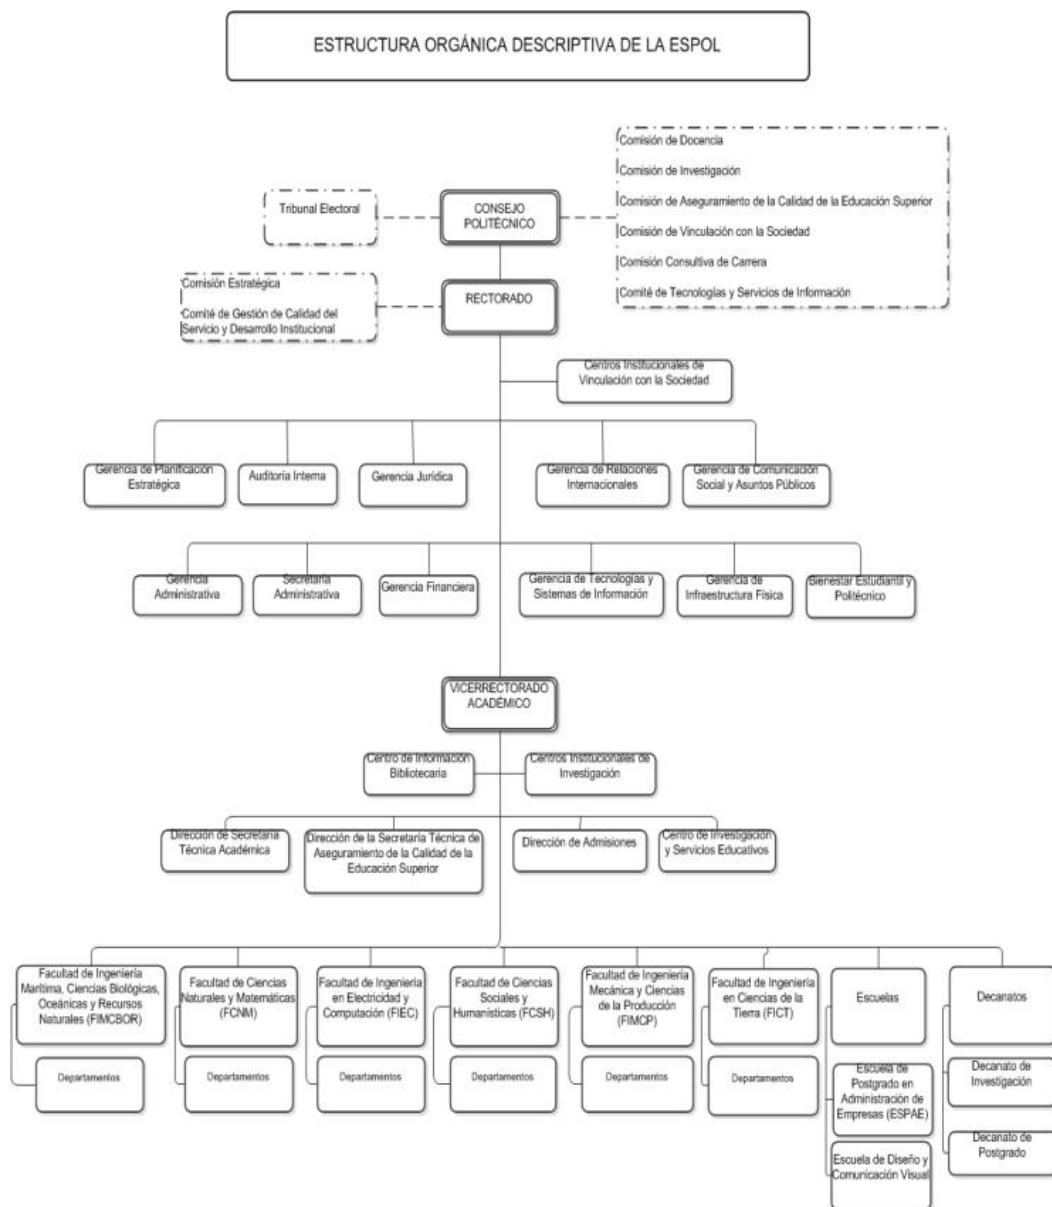 ESTRUCTURA ORGÁNICA DESCRIPTIVA DE LA ESPOL
Comisión de Docencia
Comisión de Investigación
Comisión de Aseguramiento de la Calidad de la Educación Superior
Comisión de Vinculación con la Sociedad
Comisión Consultiva de Carrera
Comité de Tecnologías y Servicios de Información
Tribunal Electoral
CONSEJO
POLITÉCNICO
Comisión Estratégica
Comité de Gestión de Calidad del
Servicio y Desarrollo Institucional
RECTORADO
Centros Institucionales de
Vinculación con la Sociedad
Gerencia de Planificación
Estratégica
Auditoría Interna
Gerencia Jurídica
Gerencia de Relaciones
Internacionales
Gerencia de Comunicación
Social y Asuntos Públicos
Gerencia
Administrativa
Secretaría
Administrativa
Gerencia Financiera
Gerencia de Tecnologías y
Sistemas de Información
Gerencia de
Infraestructura Física
Bienestar Estudiantil y
Politécnico
VICERRECTORADO
ACADÉMICO
Centro de Información
Bibliotecaria
Centros Institucionales de
Investigación
Dirección de Secretaría
Técnica Académica
Dirección de la Secretaría Técnica de
Aseguramiento de la Calidad de la
Educación Superior
Dirección de Admisiones
Centro de Investigación
y Servicios Educativos
Facultad de Ingeniería
Marítima, Ciencias Biológicas,
Oceánicas y Recursos
Naturales (FIMCBOR)
Facultad de Ciencias
Naturales y Matemáticas
(FCNM)
Facultad de Ingeniería
en Electricidad y
Computación (FIEC)
Facultad de Ciencias
Sociales y
Humanísticas (FCSH)
Facultad de Ingeniería
Mecánica y Ciencias
de la Producción
(FIMCP)
Facultad de Ingeniería
en Ciencias de la
Tierra (FICT)
Escuelas
Decanatos
Departamentos
Departamentos
Departamentos
Departamentos
Departamentos
Departamentos
Escuela de
Postgrado en
Administración de
Empresas (ESPAE)
Decanato de
Investigación
Escuela de Diseño y
Comunicación Visual
Decanato de
Postgrado